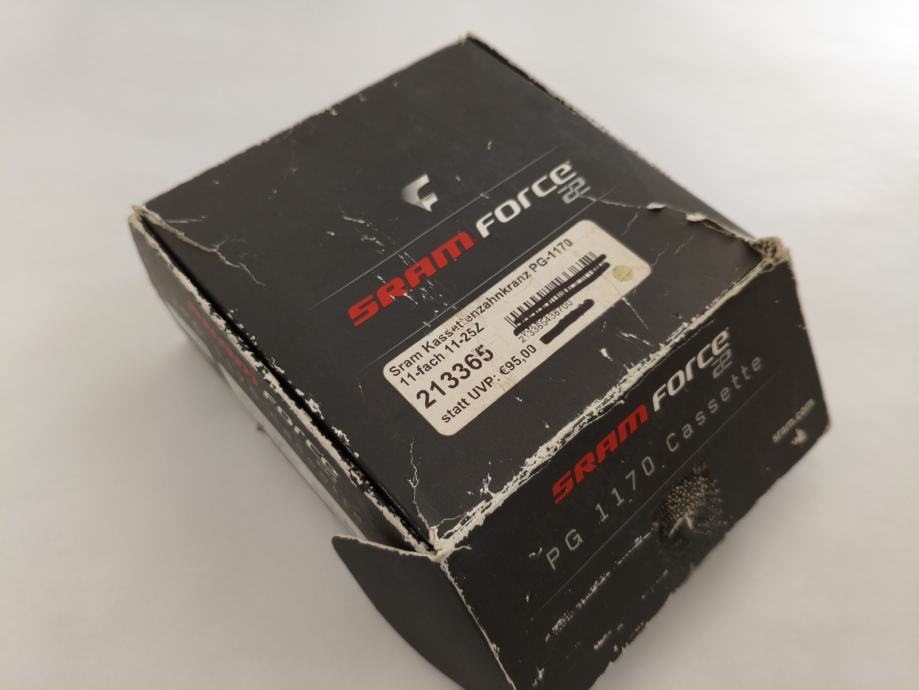 SRAM FORCE 22
Sram Kassettenzahnkranz PG-1170
11-fach 11-25Z
213365
statt UVP: €95,00
SRAM FORCE 22
PG 1170 Cassette
sram.com
SRAM FORCE